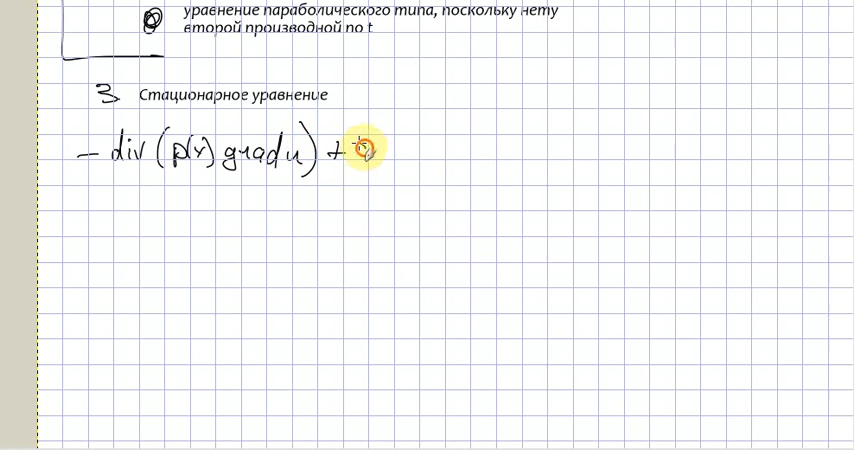 уравнение параболического типа, поскольку нету
второй производной по t
3 Стационарное уравнение
- div (p(x) grad u) +